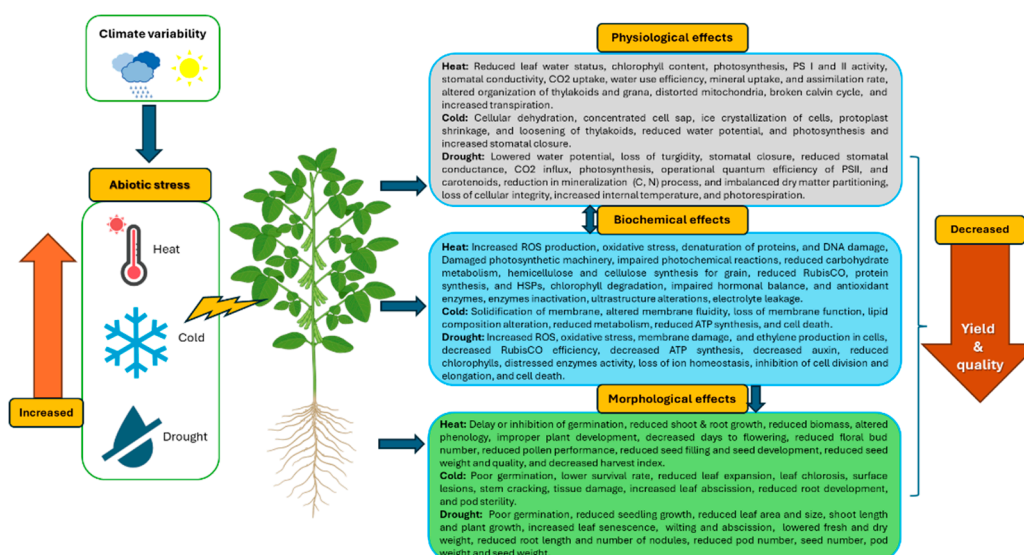 Climate variability
Abiotic stress
Heat
Cold
Drought
Increased
Physiological effects
Heat: Reduced leaf water status, chlorophyll content, photosynthesis, PS I and II activity,
stomatal conductivity, CO2 uptake, water use efficiency, mineral uptake, and assimilation rate,
altered organization of thylakoids and grana, distorted mitochondria, broken calvin cycle, and
increased transpiration.
Cold: Cellular dehydration, concentrated cell sap, ice crystallization of cells, protoplast
shrinkage, and loosening of thylakoids, reduced water potential, and photosynthesis and
increased stomatal closure.
Drought: Lowered water potential, loss of turgidity, stomatal closure, reduced stomatal
conductance, CO2 influx, photosynthesis, operational quantum efficiency of PSII, and
carotenoids, reduction in mineralization (C, N) process, and imbalanced dry matter partitioning,
loss of cellular integrity, increased internal temperature, and photorespiration.
Biochemical effects
Heat: Increased ROS production, oxidative stress, denaturation of proteins, and DNA damage,
Damaged photosynthetic machinery, impaired photochemical reactions, reduced carbohydrate
metabolism, hemicellulose and cellulose synthesis for grain, reduced RubisCO, protein
synthesis, and HSPs, chlorophyll degradation, impaired hormonal balance, and antioxidant
enzymes, enzymes inactivation, ultrastructure alterations, electrolyte leakage.
Cold: Solidification of membrane, altered membrane fluidity, loss of membrane function, lipid
composition alteration, reduced metabolism, reduced ATP synthesis, and cell death.
Drought: Increased ROS, oxidative stress, membrane damage, and ethylene production in cells,
decreased RubisCO efficiency, decreased ATP synthesis, decreased auxin, reduced
chlorophylls, distressed enzymes activity, loss of ion homeostasis, inhibition of cell division and
elongation, and cell death.
Morphological effects
Heat: Delay or inhibition of germination, reduced shoot & root growth, reduced biomass, altered
phenology, improper plant development, decreased days to flowering, reduced floral bud
number, reduced pollen performance, reduced seed filling and seed development, reduced seed
weight and quality, and decreased harvest index.
Cold: Poor germination, lower survival rate, reduced leaf expansion, leaf chlorosis, surface
lesions, stem cracking, tissue damage, increased leaf abscission, reduced root development,
and pod sterility.
Drought: Poor germination, reduced seedling growth, reduced leaf area and size, shoot length
and plant growth, increased leaf senescence, wilting and abscission, lowered fresh and dry
weight, reduced root length and number of nodules, reduced pod number, seed number, pod
weight and seed weight
Decreased
Yield
&
quality